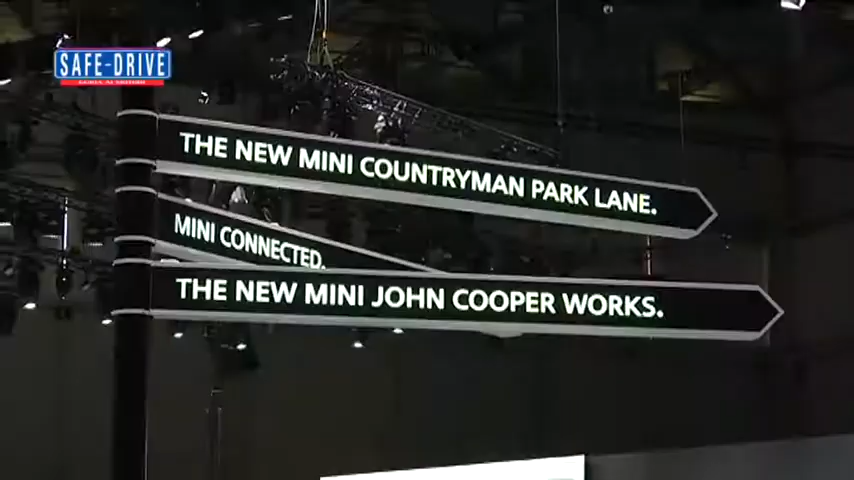 SAFE-DRIVE
THE NEW MINI COUNTRYMAN PARK LANE.
MINI CONNECTED.
THE NEW MINI JOHN COOPER WORKS.